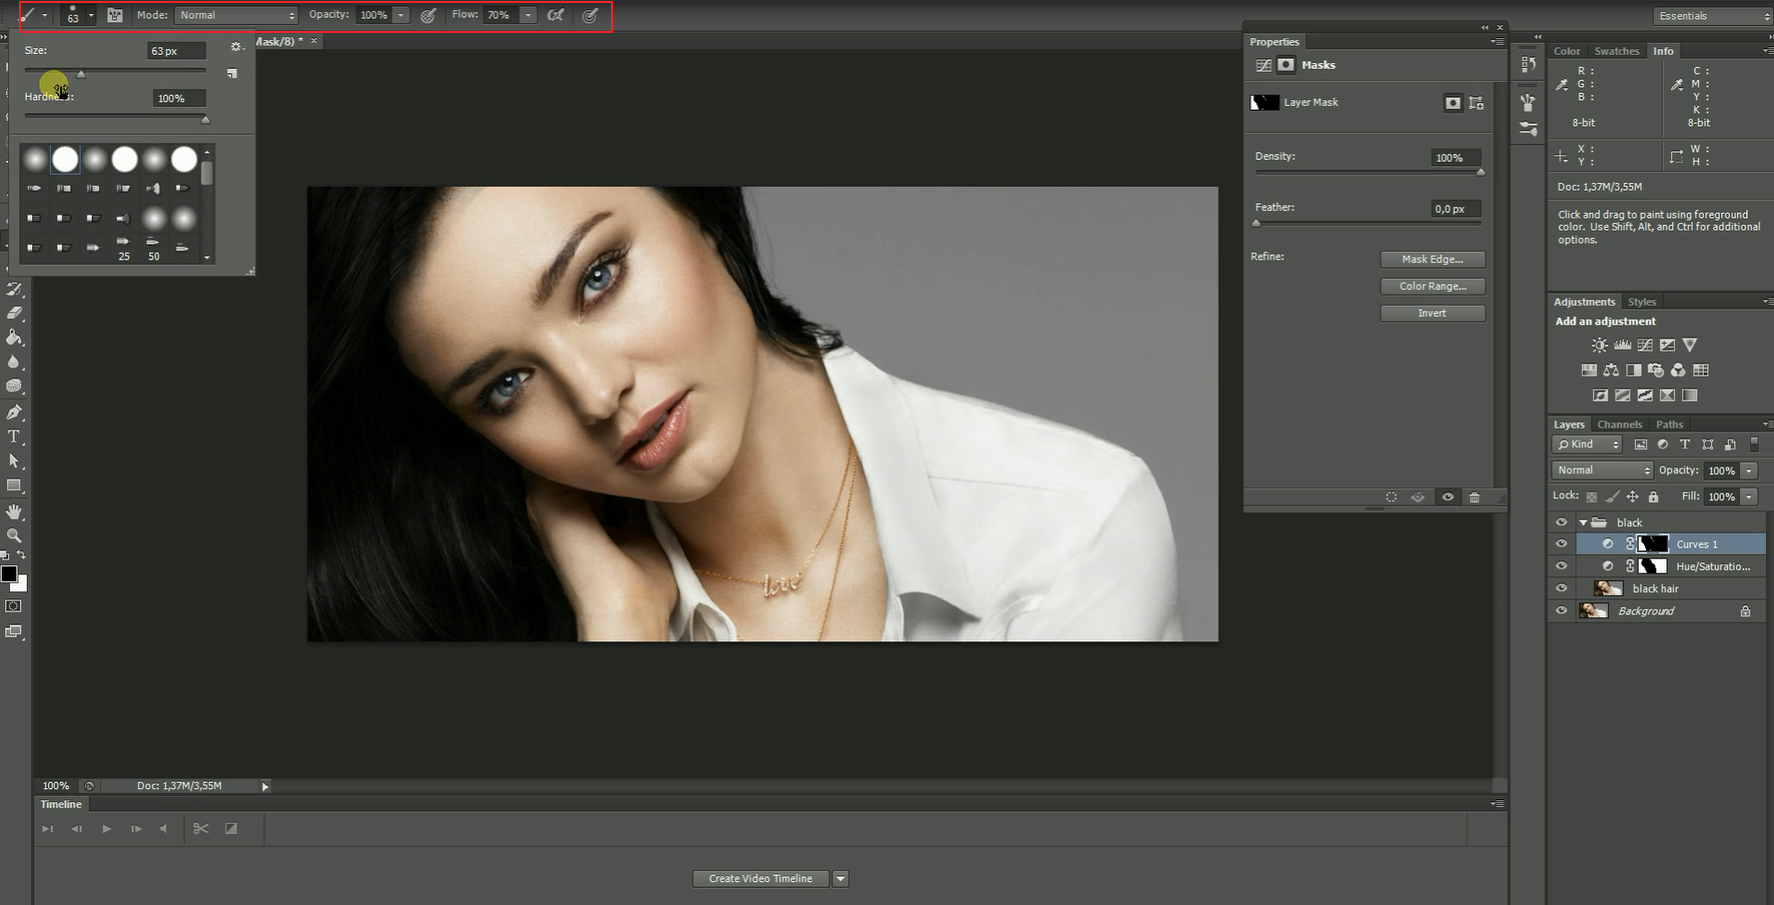 63 Mode: Normal Opacity: 100% Flow: 70% Essentials
Mask/8) * ×
Size: 63 px
Hardness: 100%
25 50
Properties
Masks
Layer Mask
Density: 100%
Feather: 0,0 px
Refine: Mask Edge...
Color Range...
Invert
Color Swatches Info
R : C :
G : M :
B : Y :
K :
8-bit 8-bit
X : W :
Y : H :
Doc: 1,37M/3,55M
Click and drag to paint using foreground
color. Use Shift, Alt, and Ctrl for additional
options.
Adjustments Styles
Add an adjustment
Layers Channels Paths
Kind
Normal Opacity: 100%
Lock: Fill: 100%
black
Curves 1
Hue/Saturatio...
black hair
Background
love
100% Doc: 1,37M/3,55M
Timeline
Create Video Timeline